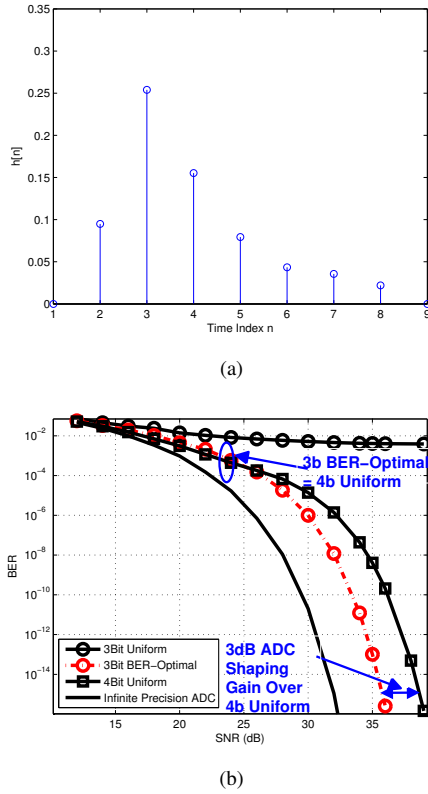 0.35
0.3
0.25
0.2
0.15
0.1
0.05
0
h[n]
1 2 3 4 5 6 7 8 9
Time Index n
(a)
10^-2
10^-4
10^-6
10^-8
10^-10
10^-12
10^-14
BER
3b BER-Optimal
= 4b Uniform
3Bit Uniform
3Bit BER-Optimal
4Bit Uniform
Infinite Precision ADC
3dB ADC
Shaping
Gain Over
4b Uniform
15 20 25 30 35
SNR (dB)
(b)